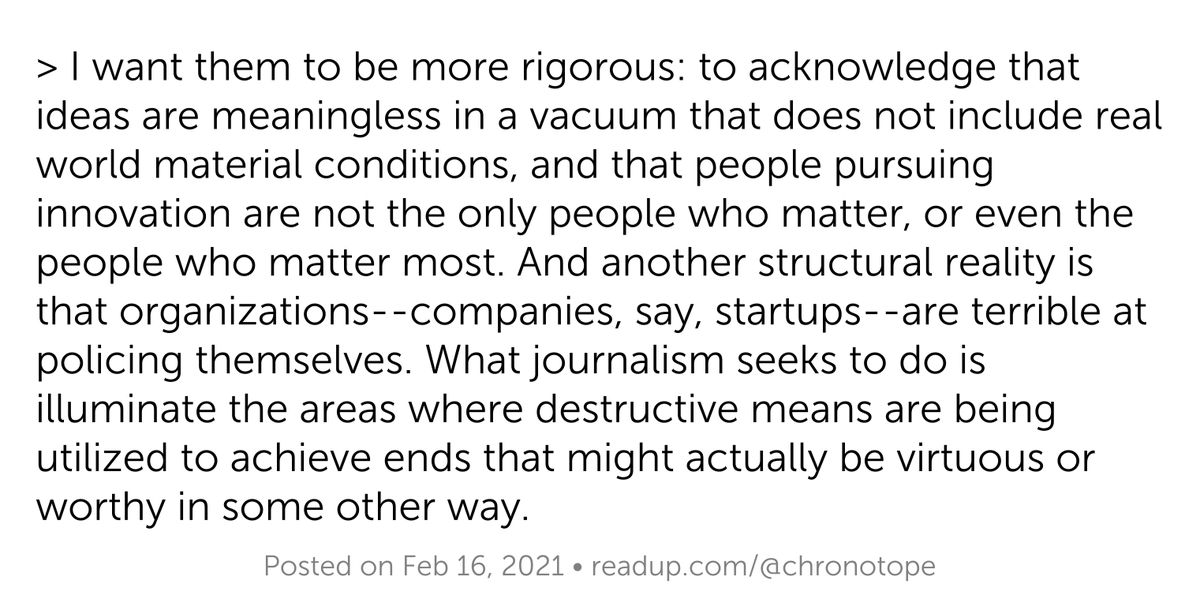 > I want them to be more rigorous: to acknowledge that
ideas are meaningless in a vacuum that does not include real
world material conditions, and that people pursuing
innovation are not the only people who matter, or even the
people who matter most. And another structural reality is
that organizations--companies, say, startups--are terrible at
policing themselves. What journalism seeks to do is
illuminate the areas where destructive means are being
utilized to achieve ends that might actually be virtuous or
worthy in some other way.
Posted on Feb 16, 2021 • readup.com/@chronotope